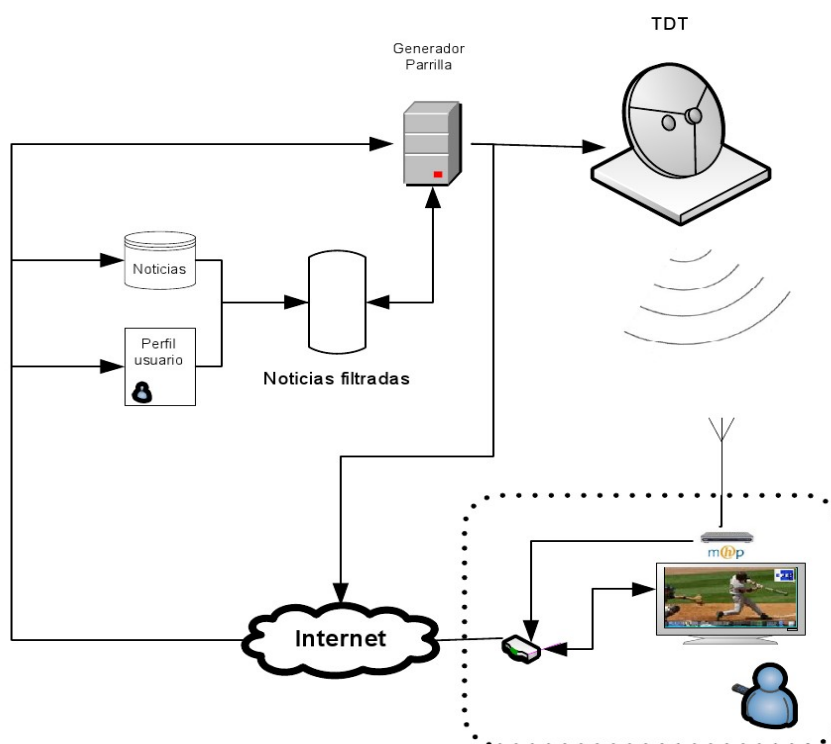 TDT
Generador
Parrilla
Noticias
Perfil
usuario
Noticias filtradas
mhp
Internet